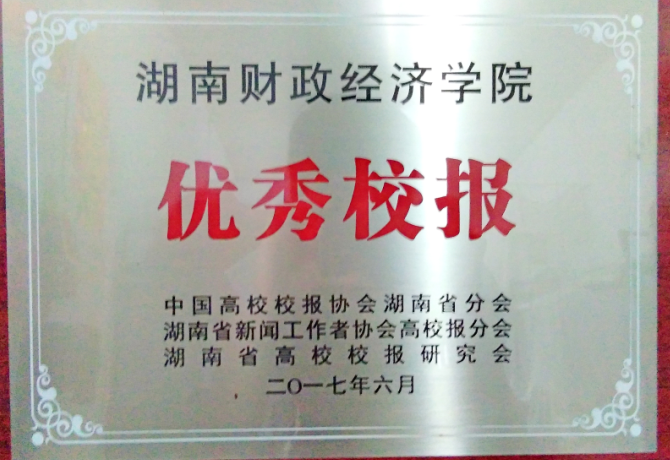 湖南财政经济学院
优秀校报
中国高校校报协会湖南省分会
湖南省新闻工作者协会高校报分会
湖南省高校校报研究会
二〇一七年六月